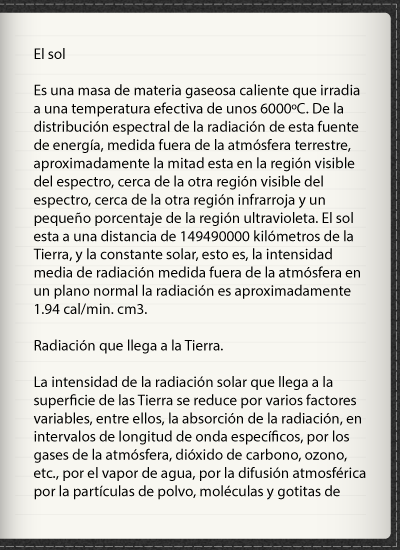 El sol
Es una masa de materia gaseosa caliente que irradia
a una temperatura efectiva de unos 6000ºC. De la
distribución espectral de la radiación de esta fuente
de energía, medida fuera de la atmósfera terrestre,
aproximadamente la mitad esta en la región visible
del espectro, cerca de la otra región visible del
espectro, cerca de la otra región infrarroja y un
pequeño porcentaje de la región ultravioleta. El sol
esta a una distancia de 149490000 kilómetros de la
Tierra, y la constante solar, esto es, la intensidad
media de radiación medida fuera de la atmósfera en
un plano normal la radiación es aproximadamente
1.94 cal/min. cm3.
Radiación que llega a la Tierra.
La intensidad de la radiación solar que llega a la
superficie de las Tierra se reduce por varios factores
variables, entre ellos, la absorción de la radiación, en
intervalos de longitud de onda específicos, por los
gases de la atmósfera, dióxido de carbono, ozono,
etc., por el vapor de agua, por la difusión atmosférica
por la partículas de polvo, moléculas y gotitas de